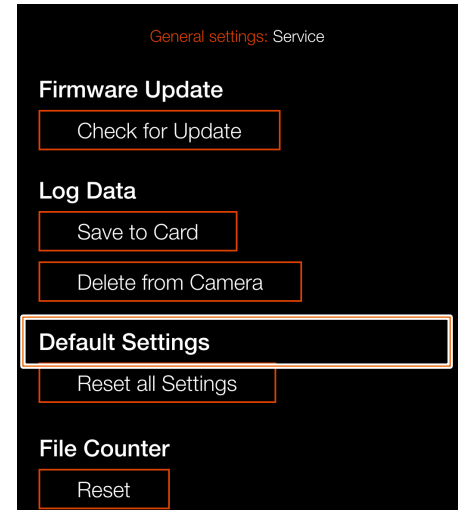 General settings: Service
Firmware Update
Check for Update
Log Data
Save to Card
Delete from Camera
Default Settings
Reset all Settings
File Counter
Reset